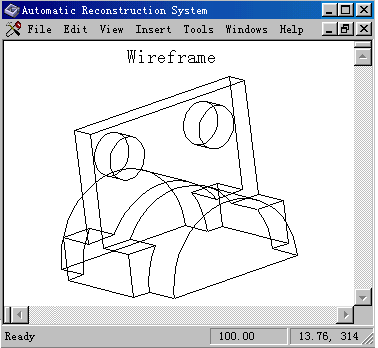 Automatic Reconstruction System
File Edit View Insert Tools Windows Help
Wireframe
Ready 100.00 13.76, 314